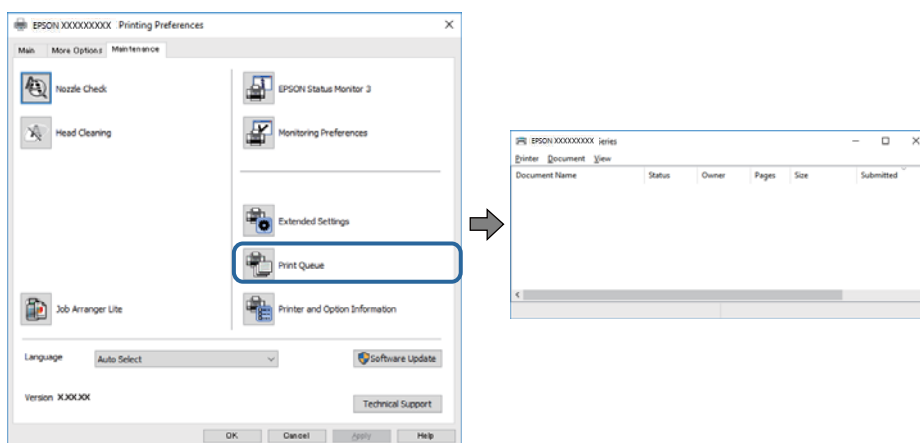 EPSON XXXXXXXXX Printing Preferences
Main More Options Maintenance
Nozzle Check
EPSON Status Monitor 3
Head Cleaning
Monitoring Preferences
Extended Settings
Print Queue
Job Arranger Lite
Printer and Option Information
Language Auto Select
Software Update
Version X.XX.XX
Technical Support
OK Cancel Apply Help
EPSON XXXXXXXXX ieries
Printer Document View
Document Name Status Owner Pages Size Submitted